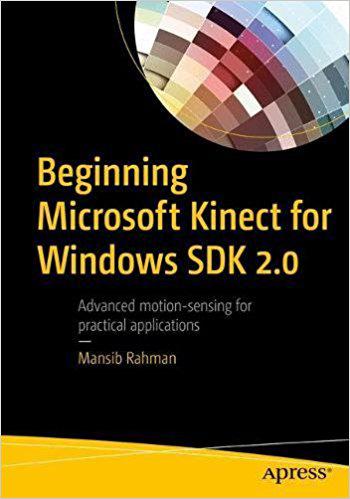 Beginning
Microsoft Kinect for
Windows SDK 2.0
Advanced motion-sensing for
practical applications
—
Mansib Rahman
Apress®